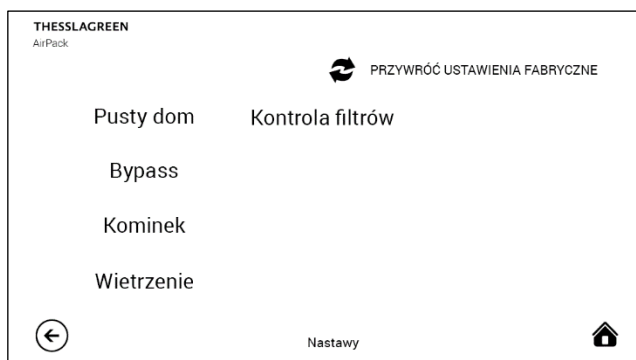 THESSLAGREEN
AirPack
PRZYWRÓĆ USTAWIENIA FABRYCZNE
Pusty dom
Kontrola filtrów
Bypass
Kominek
Wietrzenie
Nastawy